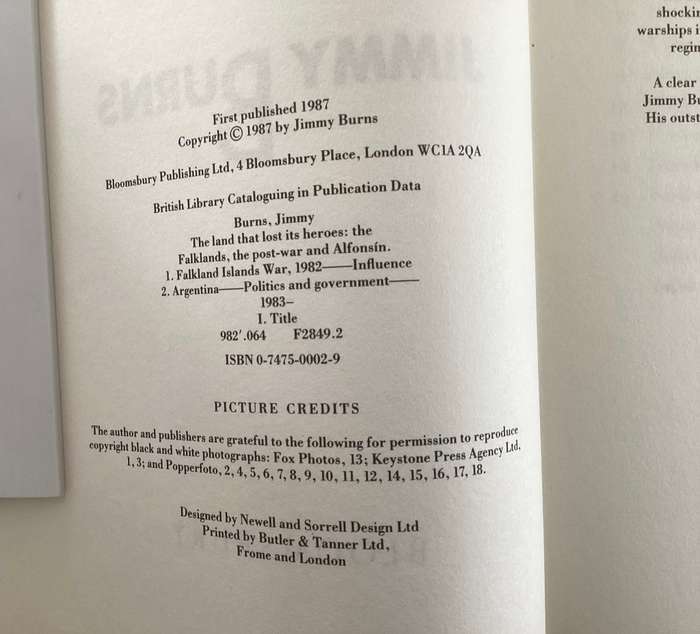 First published 1987
Copyright © 1987 by Jimmy Burns
Bloomsbury Publishing Ltd, 4 Bloomsbury Place, London WC1A 2QA
British Library Cataloguing in Publication Data
Burns, Jimmy
The land that lost its heroes: the
Falklands, the post-war and Alfonsín.
1. Falkland Islands War, 1982——Influence
2. Argentina——Politics and government——
1983–
I. Title
982'.064 F2849.2
ISBN 0-7475-0002-9
PICTURE CREDITS
The author and publishers are grateful to the following for permission to reproduce
copyright black and white photographs: Fox Photos, 13; Keystone Press Agency Ltd.
1, 3; and Popperfoto, 2, 4, 5, 6, 7, 8, 9, 10, 11, 12, 14, 15, 16, 17, 18.
Designed by Newell and Sorrell Design Ltd
Printed by Butler & Tanner Ltd,
Frome and London
warships
A clear
Jimmy
His